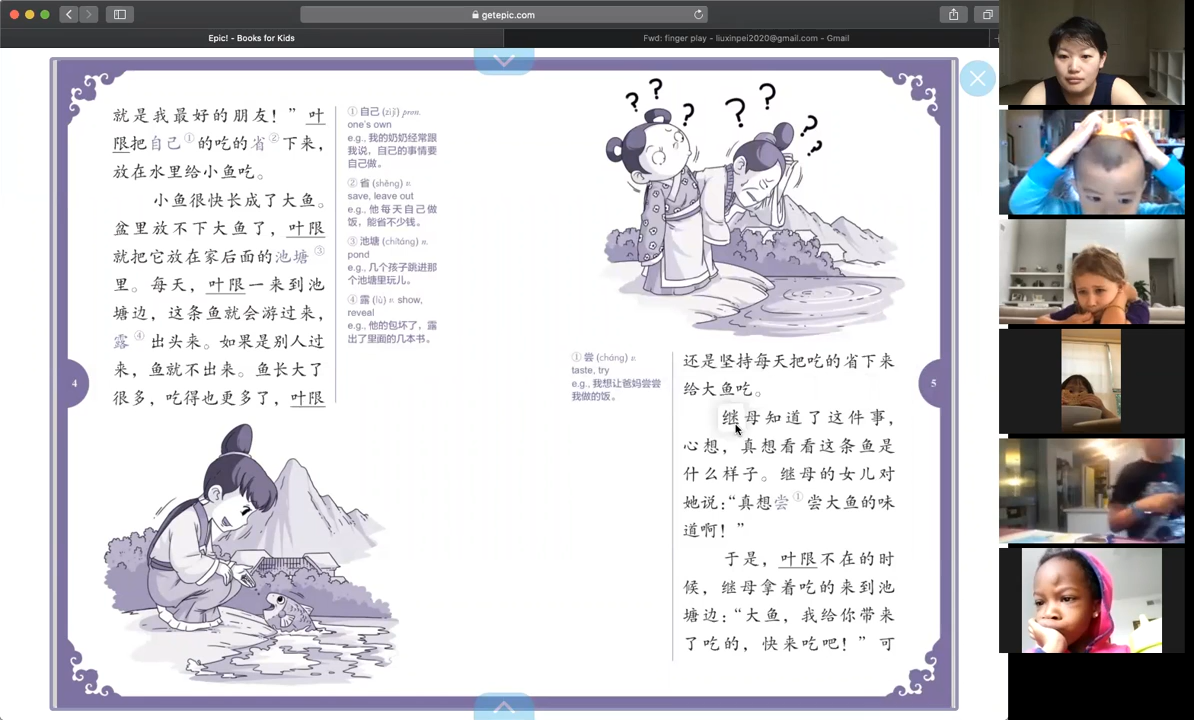 getepic.com
Epic! - Books for Kids
Fwd: finger play - liuxinpei2020@gmail.com - Gmail
就是我最好的朋友！” 叶
限把自己①的吃的省②下来，
放在水里给小鱼吃。
小鱼很快长成了大鱼。
盆里放不下大鱼了，叶限
就把它放在家后面的池塘③
里。每天，叶限一来到池
塘边，这条鱼就会游过来，
露④出头来。如果是别人过
来，鱼就不出来。鱼长大了
很多，吃得也更多了，叶限
①自己 (zìjǐ) pron.
one's own
e.g., 我的奶奶经常跟
我说，自己的事情要
自己做。
②省 (shěng) v.
save, leave out
e.g., 他每天自己做
饭，能省不少钱。
③池塘 (chítáng) n.
pond
e.g., 几个孩子跳进那
个池塘里玩儿。
④露 (lù) v. show,
reveal
e.g., 他的包坏了，露
出了里面的几本书。
4
? ? ? ? ? ? ?
①尝 (cháng) v.
taste, try
e.g., 我想让爸妈尝尝
我做的饭。
还是坚持每天把吃的省下来
给大鱼吃。
继母知道了这件事，
心想，真想看看这条鱼是
什么样子。继母的女儿对
她说：“真想尝①尝大鱼的味
道啊！”
于是，叶限不在的时
候，继母拿着吃的来到池
塘边：“大鱼，我给你带来
了吃的，快来吃吧！” 可
5